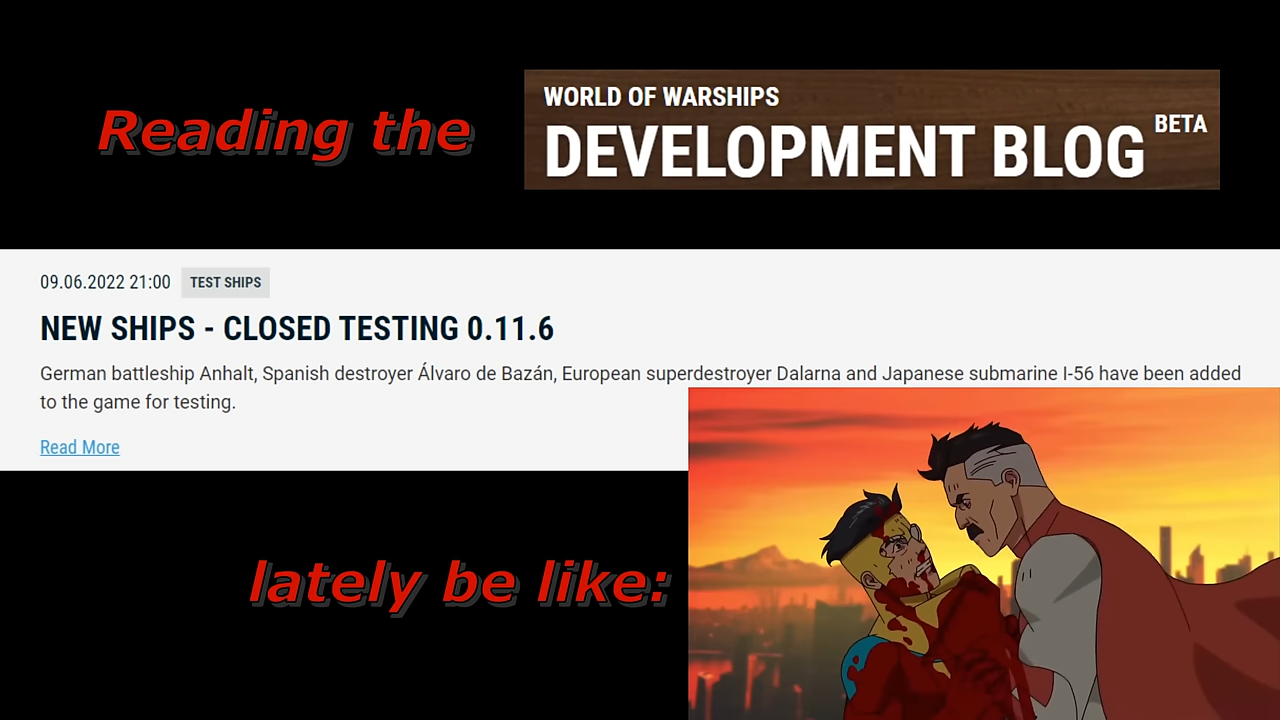 Reading the
WORLD OF WARSHIPS
DEVELOPMENT BLOG BETA
09.06.2022 21:00 TEST SHIPS
NEW SHIPS - CLOSED TESTING 0.11.6
German battleship Anhalt, Spanish destroyer Álvaro de Bazán, European superdestroyer Dalarna and Japanese submarine I-56 have been added
to the game for testing.
Read More
lately be like: